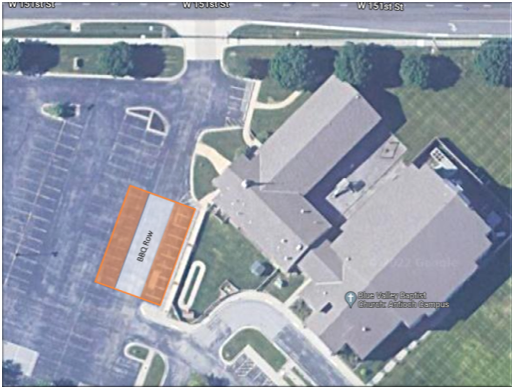 W 151st St W 151st St W 151st St
BBQ Row
Blue Valley Baptist
Church: Antioch Campus